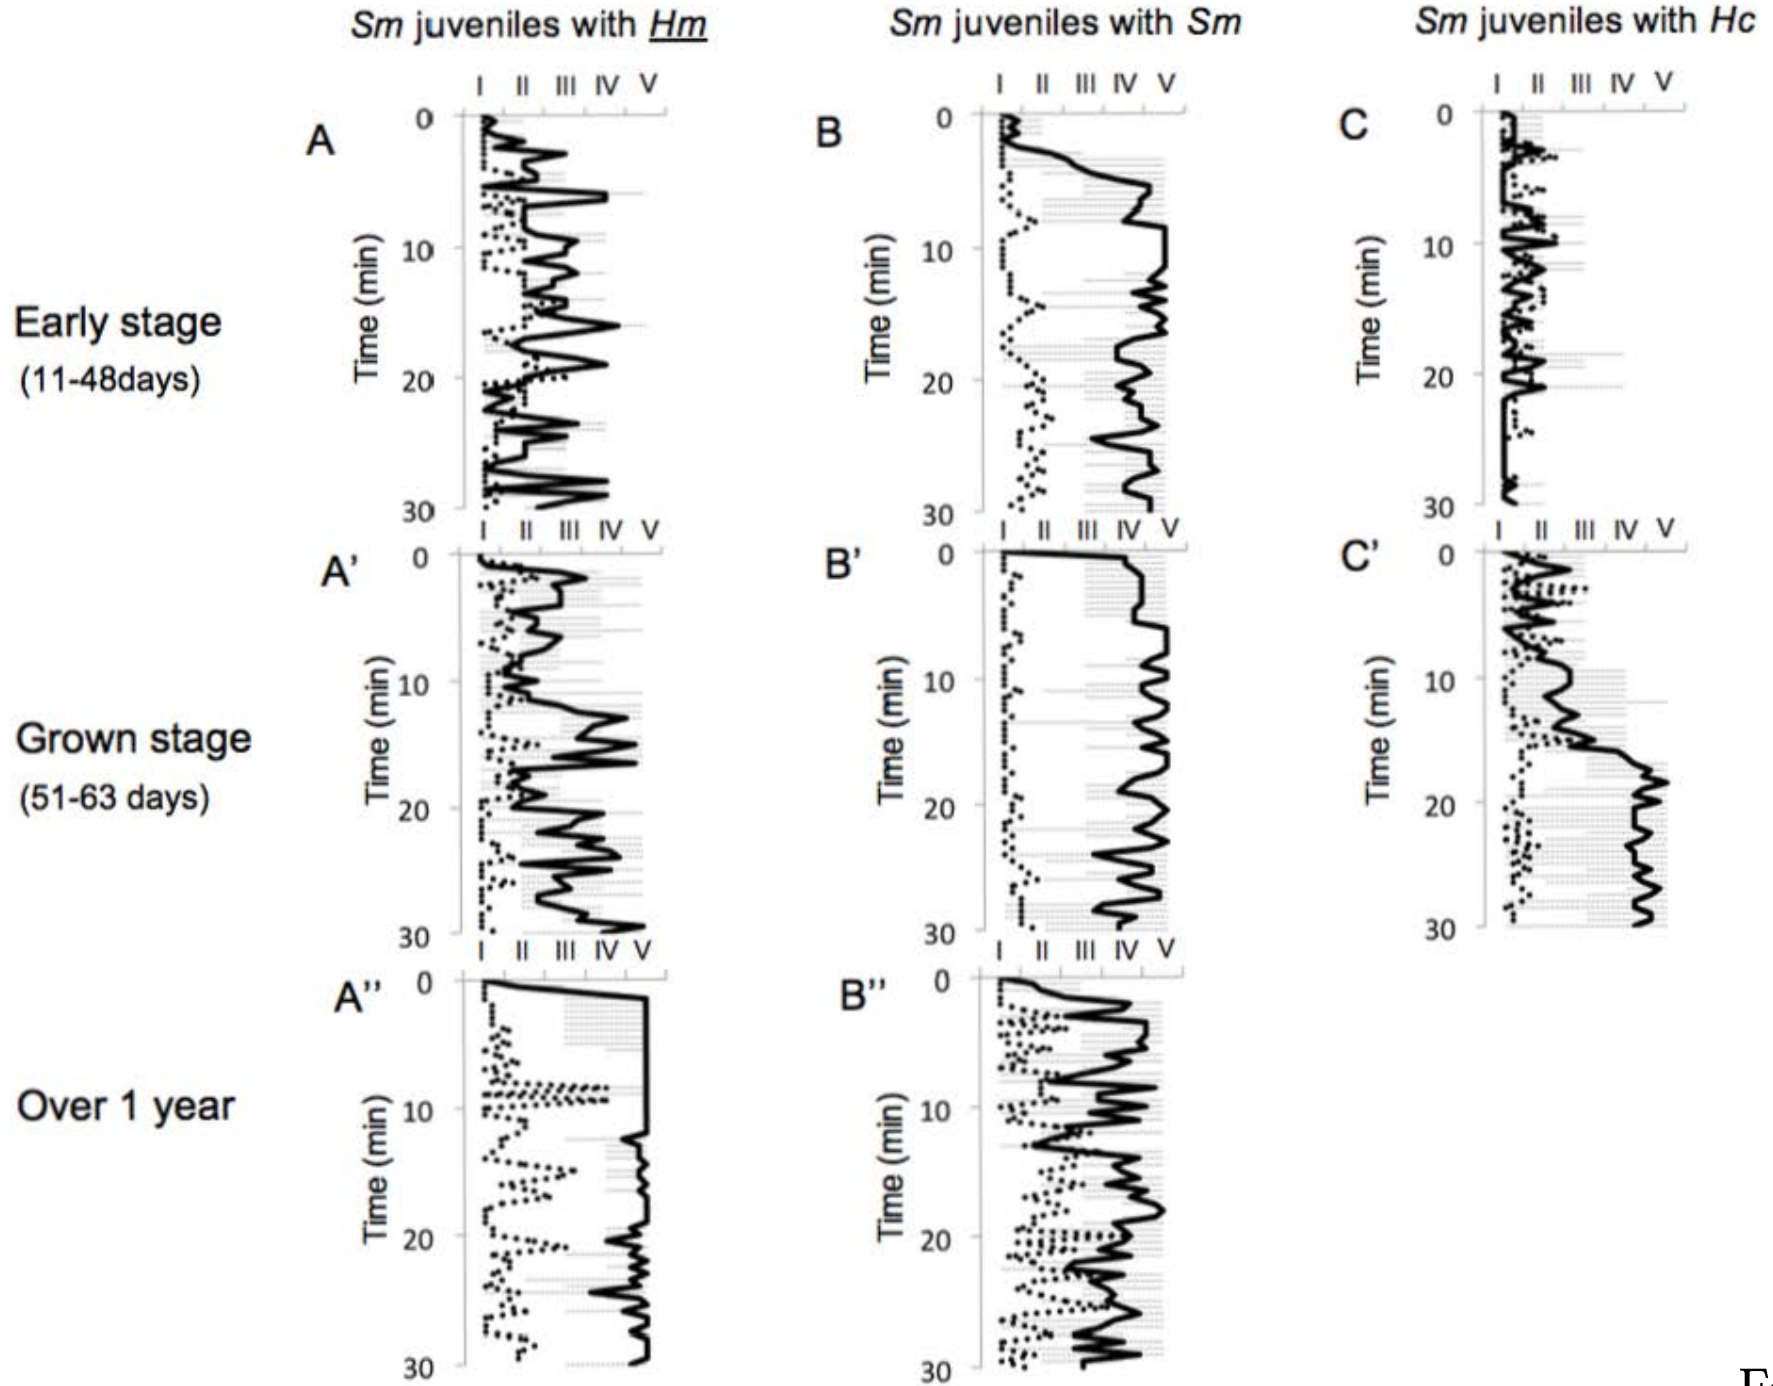 Sm juveniles with Hm
Sm juveniles with Sm
Sm juveniles with Hc
I II III IV V
I II III IV V
I II III IV V
A
B
C
Early stage
(11-48days)
Time (min)
0
10
20
30
Time (min)
0
10
20
30
Time (min)
0
10
20
30
I II III IV V
I II III IV V
I II III IV V
A’
B’
C’
Grown stage
(51-63 days)
Time (min)
0
10
20
30
Time (min)
0
10
20
30
Time (min)
0
10
20
30
I II III IV V
I II III IV V
A’’
B’’
Over 1 year
Time (min)
0
10
20
30
Time (min)
0
10
20
30